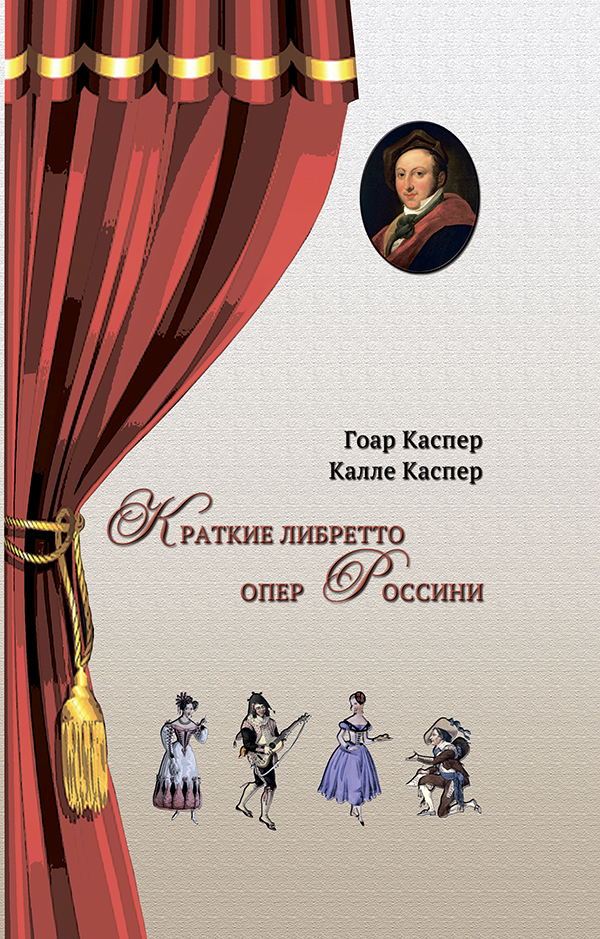 Гоар Каспер
Калле Каспер
Краткие либретто
опер Россини